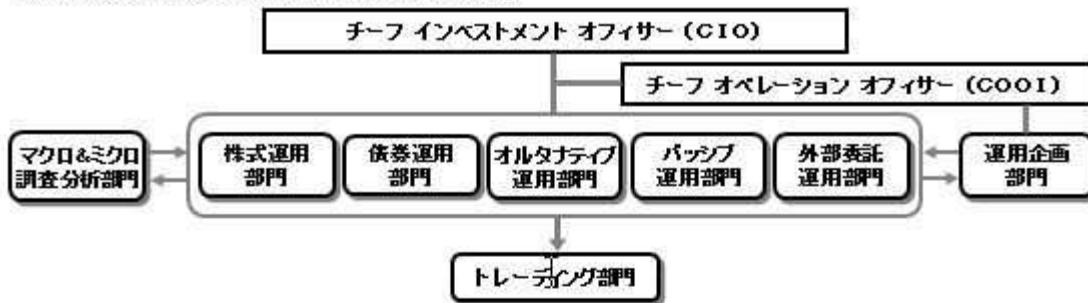 チーフ インベストメント オフィサー (CIO)
チーフ オペレーション オフィサー (COOI)
マクロ&ミクロ
調査分析部門
株式運用
部門
債券運用
部門
オルタナティブ
運用部門
パッシブ
運用部門
外部委託
運用部門
運用企画
部門
トレーディング部門